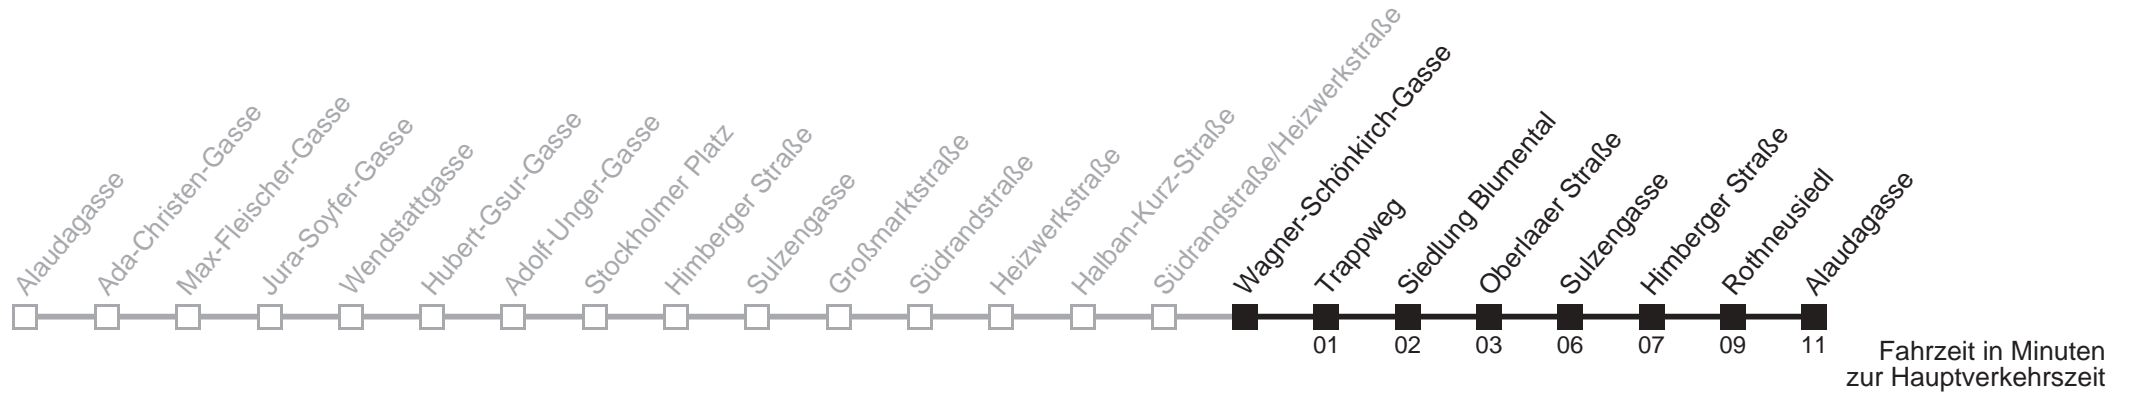 Alaudagasse
Ada-Christen-Gasse
Max-Fleischer-Gasse
Jura-Soyfer-Gasse
Wendstattgasse
Hubert-Gsur-Gasse
Adolf-Unger-Gasse
Stockholmer Platz
Himberger Straße
Sulzengasse
Großmarktstraße
Südrandstraße
Heizwerkstraße
Halban-Kurz-Straße
Südrandstraße/Heizwerkstraße
Wagner-Schönkirch-Gasse
Trappweg
Siedlung Blumental
Oberlaaer Straße
Sulzengasse
Himberger Straße
Rothneusiedl
Alaudagasse
01 02 03 06 07 09 11
Fahrzeit in Minuten
zur Hauptverkehrszeit